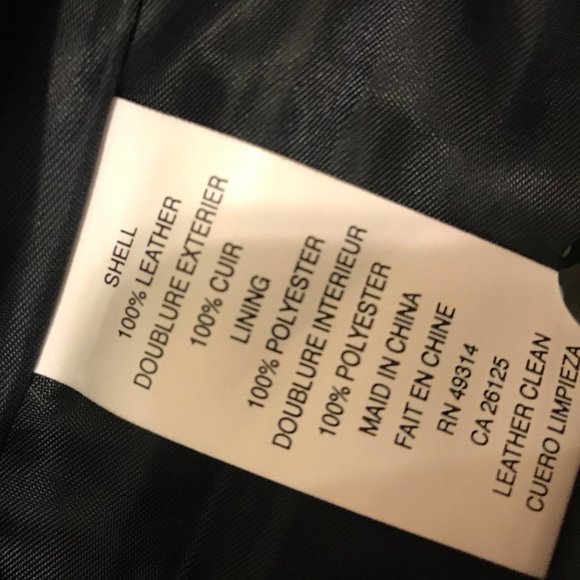 SHELL
100% LEATHER
DOUBLURE EXTERIER
100% CUIR
LINING
100% POLYESTER
DOUBLURE INTERIEUR
100% POLYESTER
MAID IN CHINA
FAIT EN CHINE
RN 49314
CA 26125
LEATHER CLEAN
CUERO LIMPIEZA